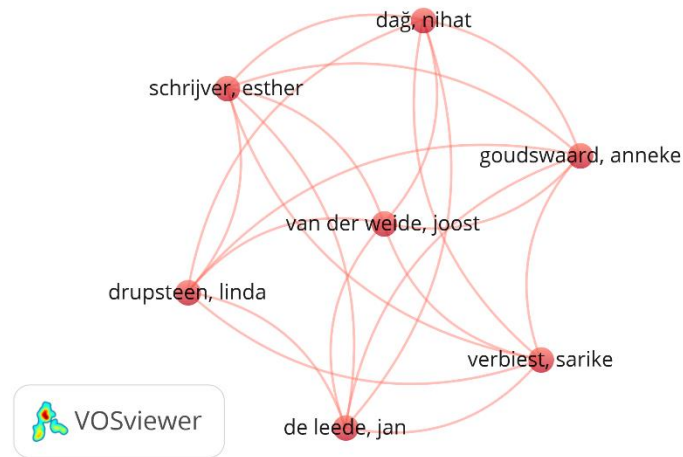 dağ, nihat
schrijver, esther
goudswaard, anneke
van der weide, joost
drupsteen, linda
verbiest, sarike
de leede, jan
VOSviewer